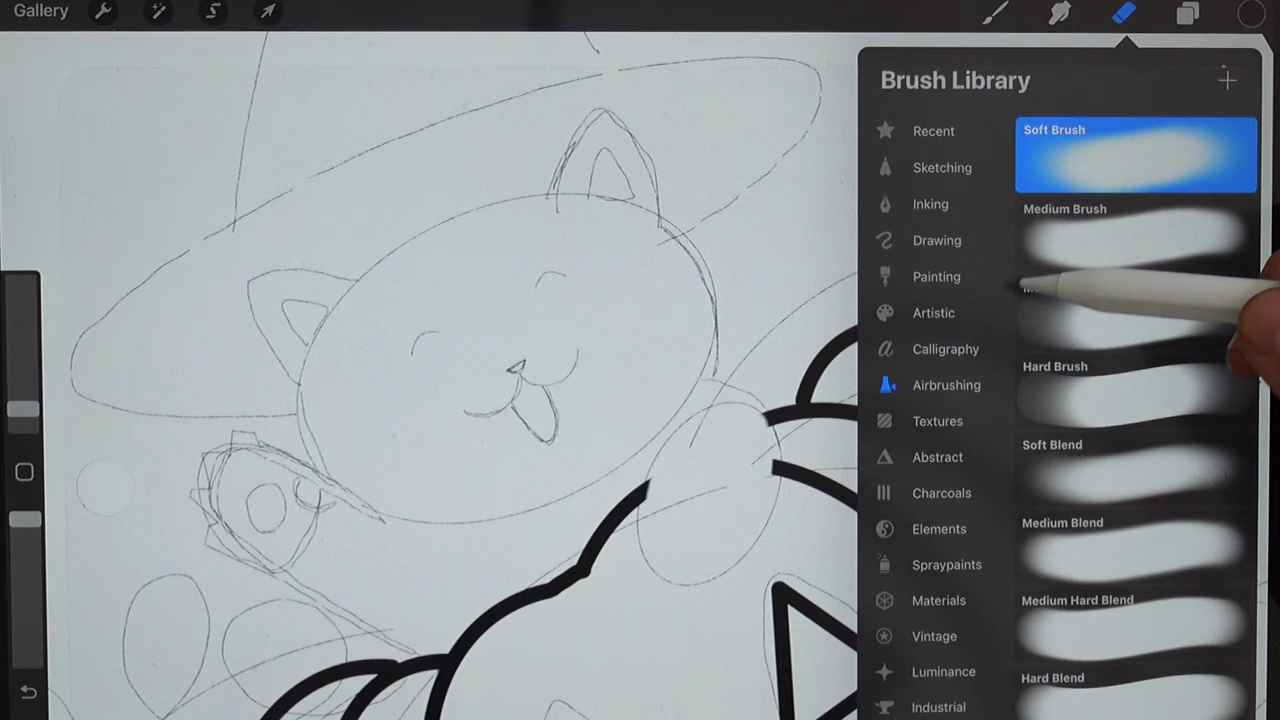 Gallery
Brush Library
Recent
Sketching
Inking
Drawing
Painting
Artistic
Calligraphy
Airbrushing
Textures
Abstract
Charcoals
Elements
Spraypaints
Materials
Vintage
Luminance
Industrial
Soft Brush
Medium Brush
Hard Brush
Soft Blend
Medium Blend
Medium Hard Blend
Hard Blend